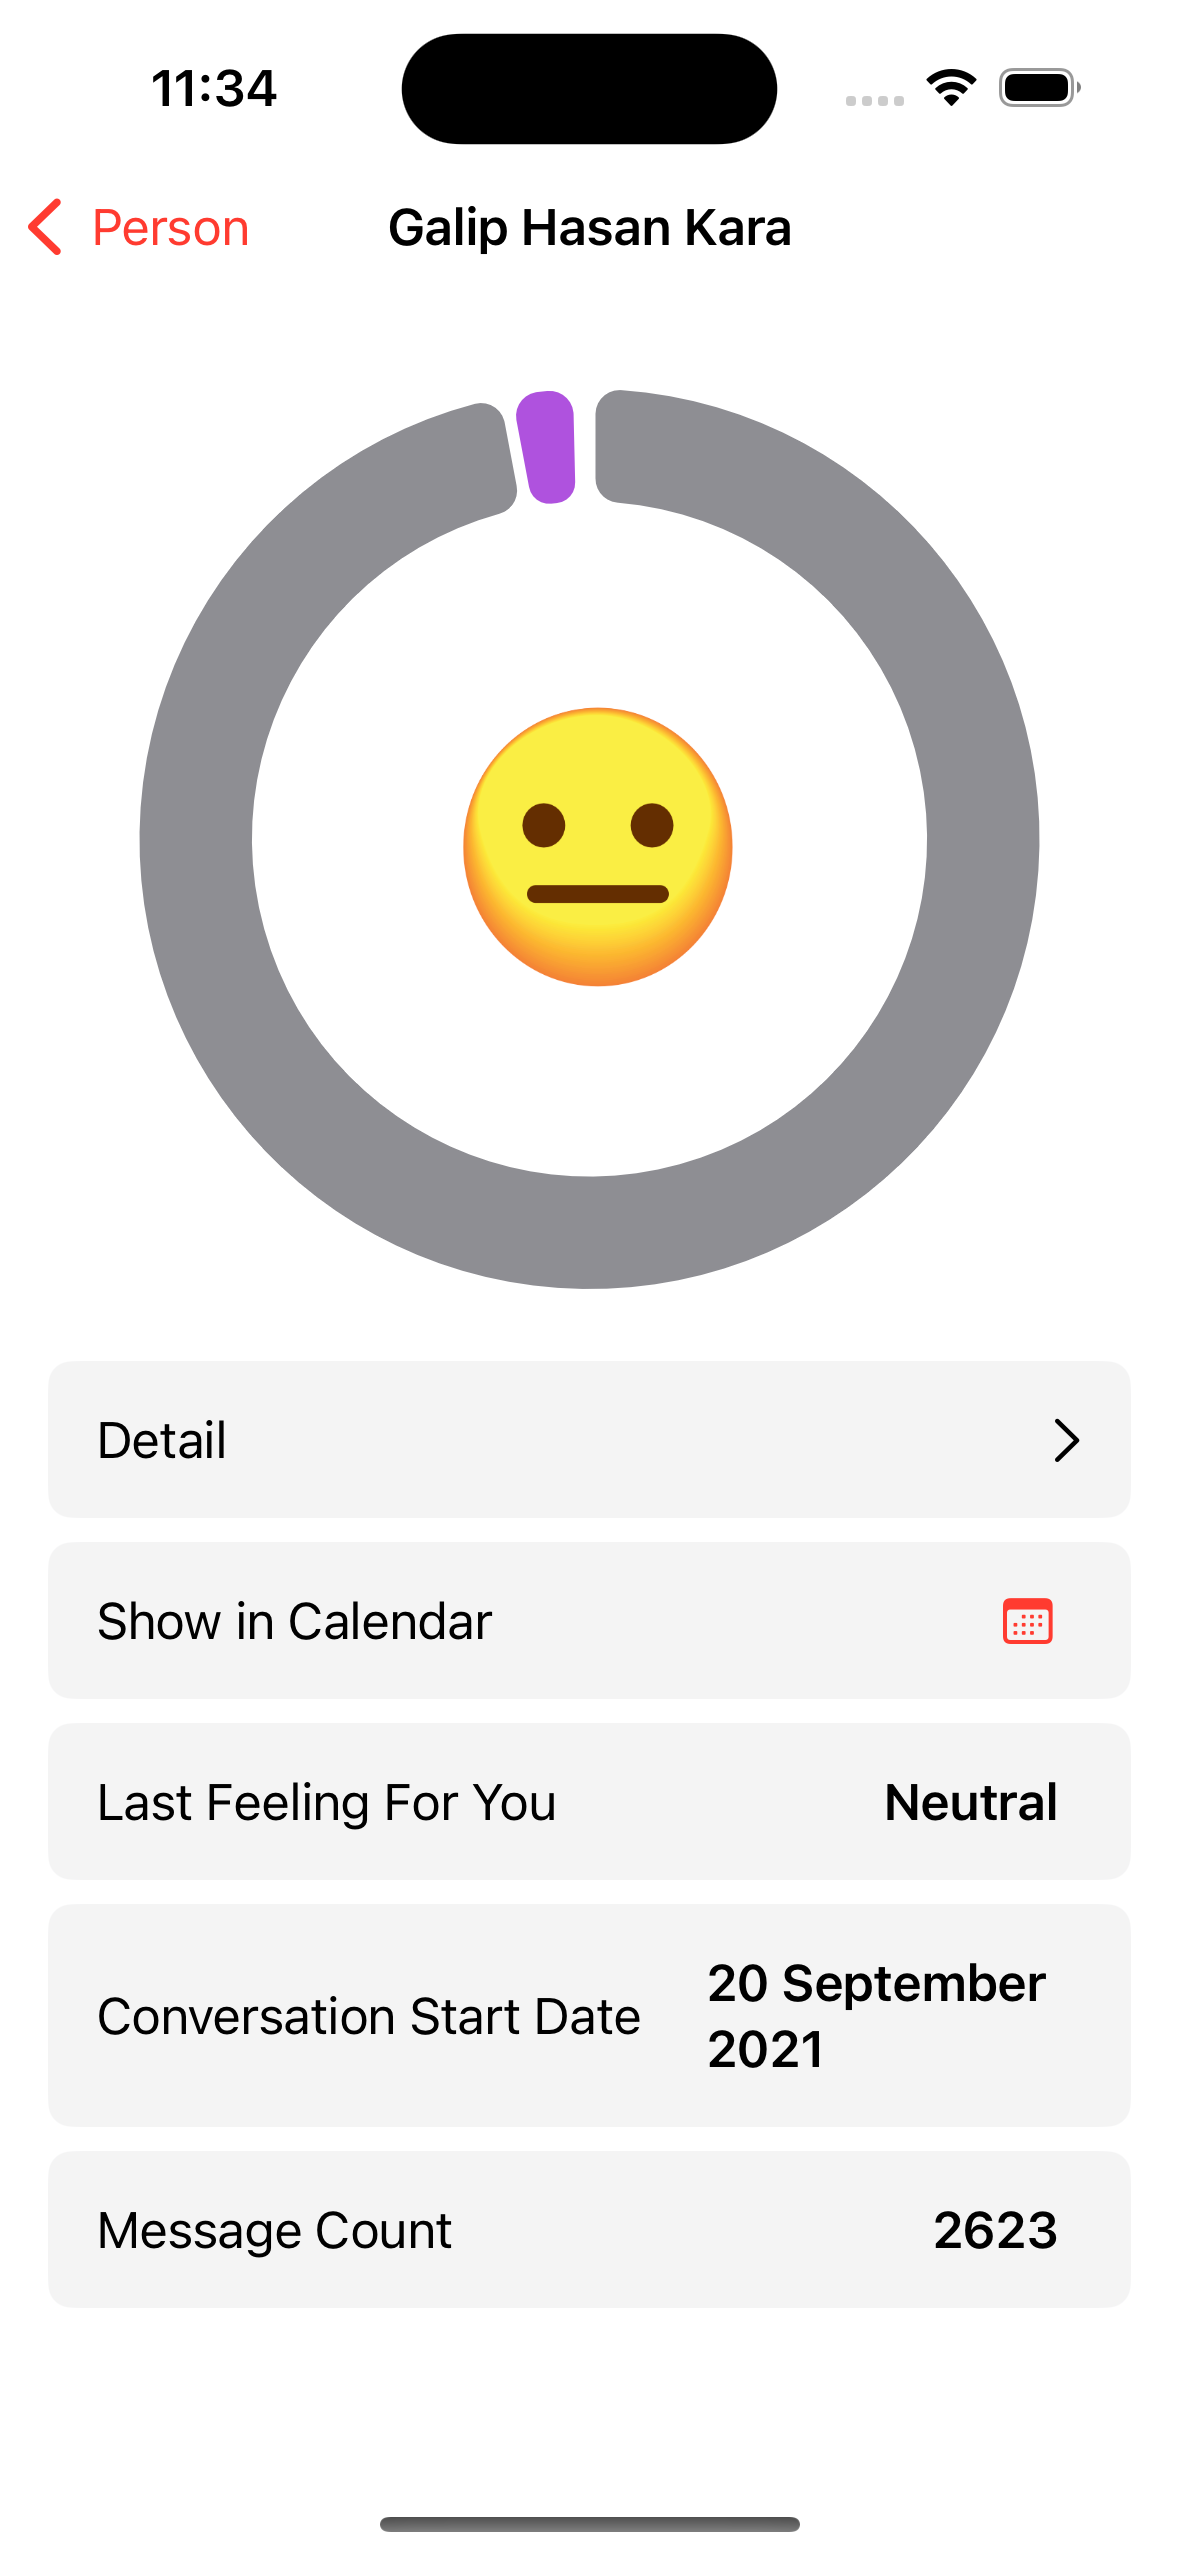 11:34
Person
Galip Hasan Kara
Detail
Show in Calendar
Last Feeling For You
Neutral
Conversation Start Date
20 September
2021
Message Count
2623